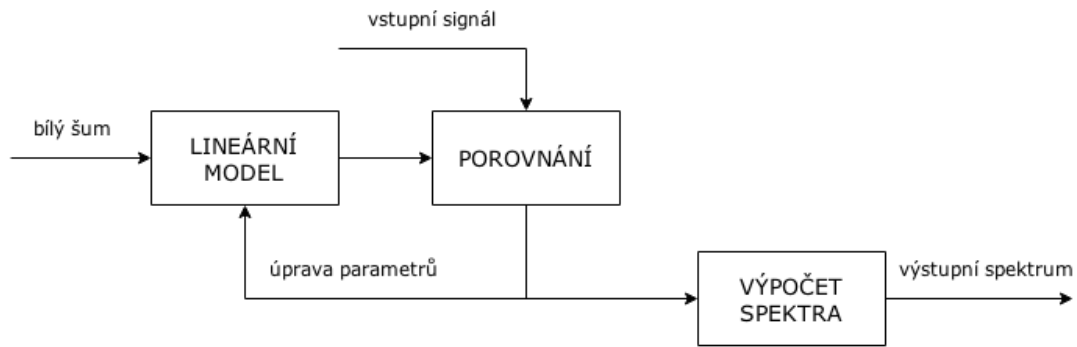 vstupní signál
bílý šum
LINEÁRNÍ
MODEL
POROVNÁNÍ
úprava parametrů
VÝPOČET
SPEKTRA
výstupní spektrum